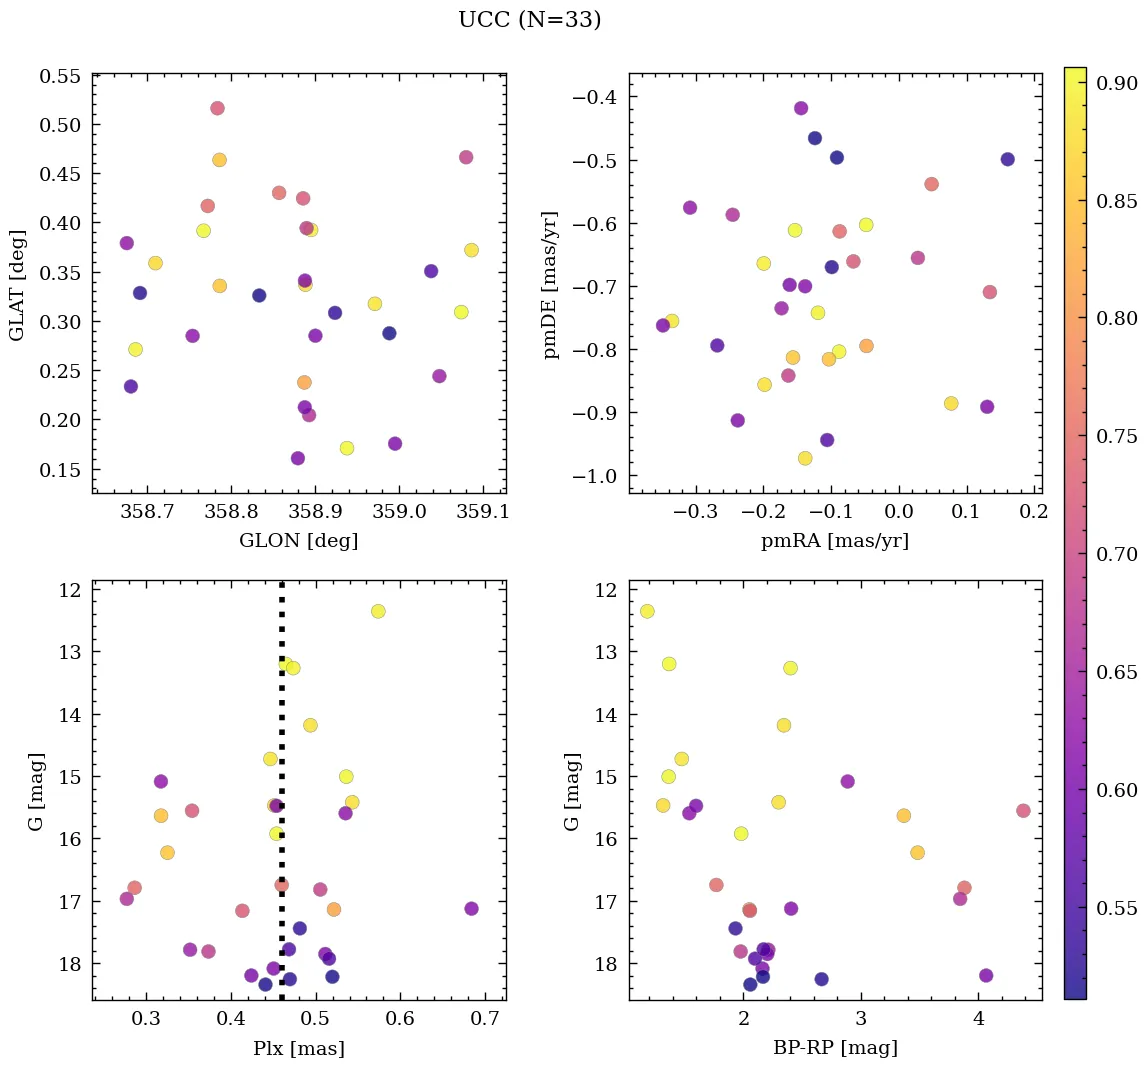 UCC (N=33)
0.55
0.50
0.45
0.40
0.35
0.30
0.25
0.20
0.15
GLAT [deg]
358.7 358.8 358.9 359.0 359.1
GLON [deg]
−0.4
−0.5
−0.6
−0.7
−0.8
−0.9
−1.0
pmDE [mas/yr]
−0.3 −0.2 −0.1 0.0 0.1 0.2
pmRA [mas/yr]
12
13
14
15
16
17
18
G [mag]
0.3 0.4 0.5 0.6 0.7
Plx [mas]
12
13
14
15
16
17
18
G [mag]
2 3 4
BP-RP [mag]
0.90
0.85
0.80
0.75
0.70
0.65
0.60
0.55